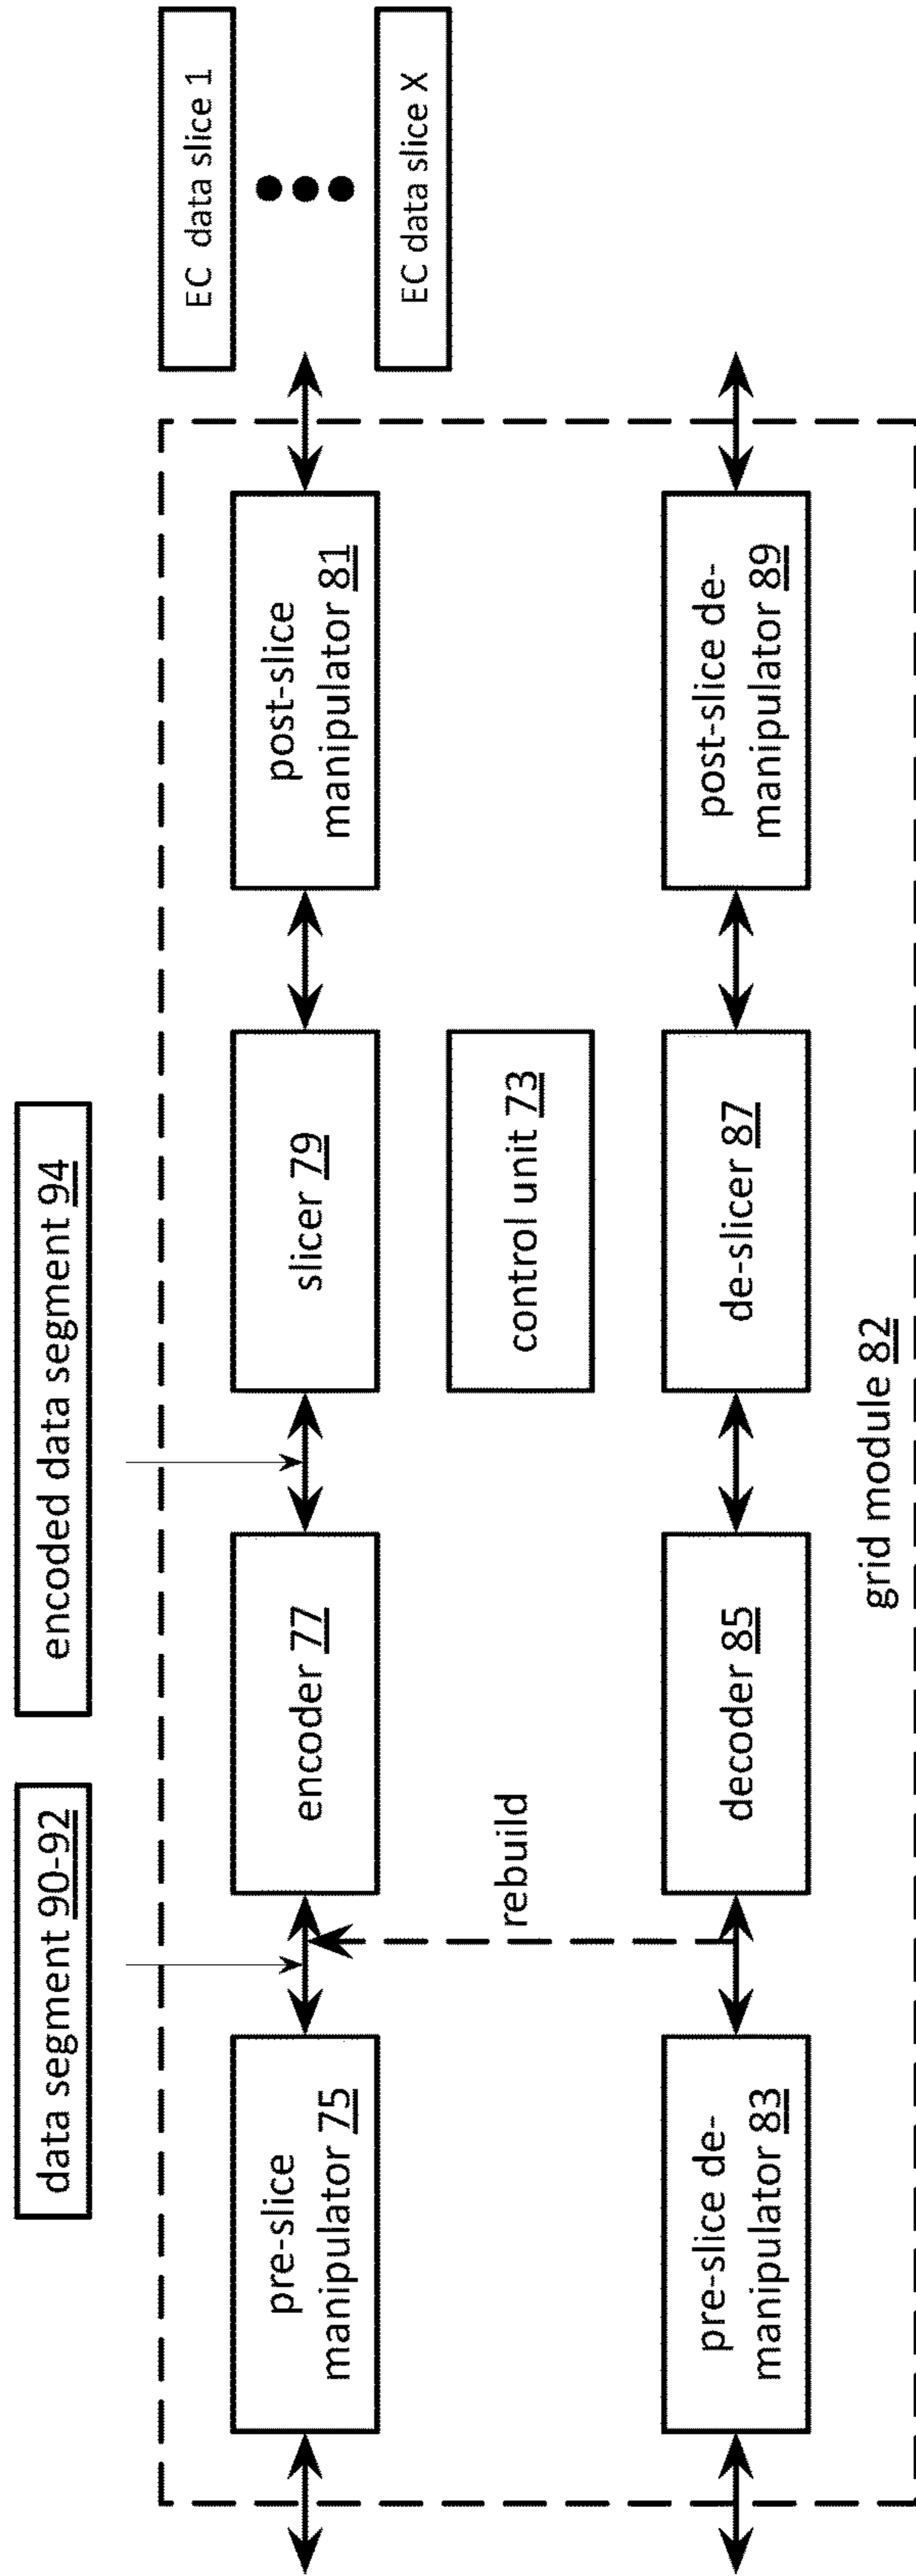 data segment 90-92
encoded data segment 94
EC data slice 1
EC data slice X
pre-slice
manipulator 75
encoder 77
slicer 79
post-slice
manipulator 81
rebuild
control unit 73
pre-slice de-
manipulator 83
decoder 85
de-slicer 87
post-slice de-
manipulator 89
grid module 82